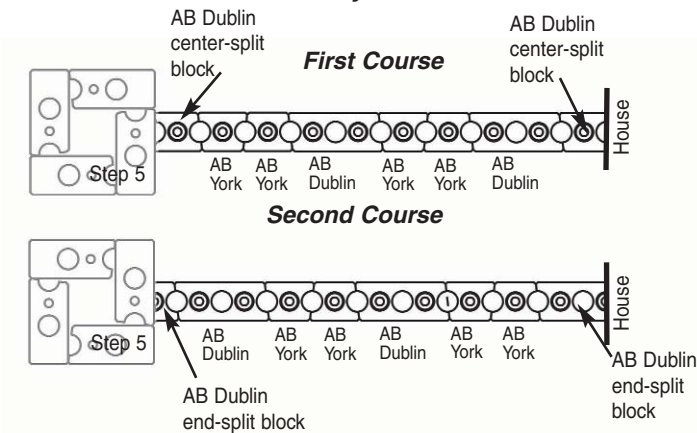 AB Dublin
center-split
block
First Course
AB Dublin
center-split
block
House
Step 5
AB
York
AB
York
AB
Dublin
AB
York
AB
York
AB
Dublin
Second Course
House
Step 5
AB
Dublin
AB
York
AB
York
AB
Dublin
AB
York
AB
York
AB Dublin
end-split
block
AB Dublin
end-split block